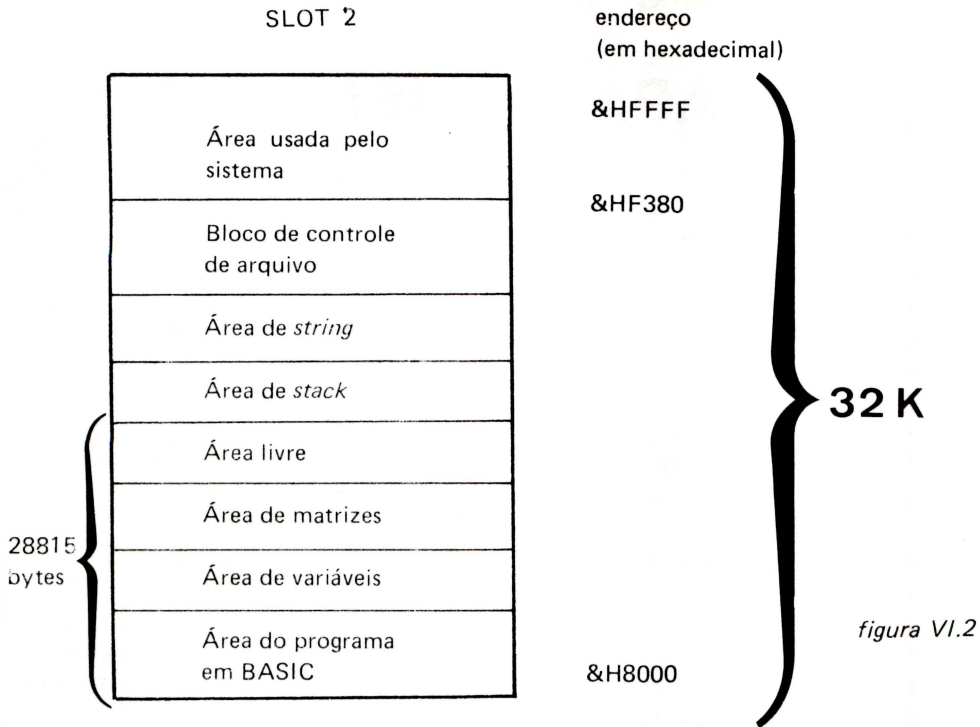 SLOT 2
endereço
(em hexadecimal)
&HFFFF
Área usada pelo
sistema
&HF380
Bloco de controle
de arquivo
Área de string
Área de stack
32 K
Área livre
Área de matrizes
28815
bytes
Área de variáveis
Área do programa
em BASIC
&H8000
figura VI.2